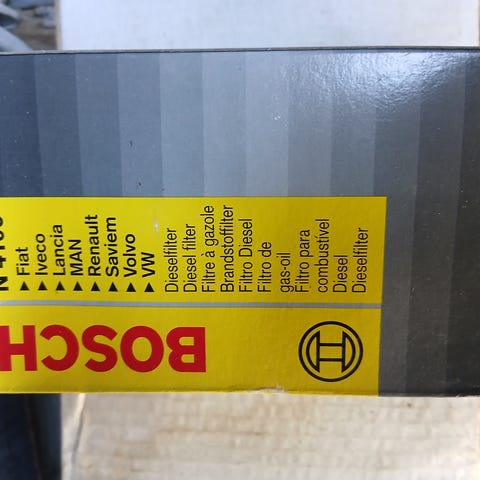 ▶ Fiat
▶ Iveco
▶ Lancia
▶ MAN
▶ Renault
▶ Saviem
▶ Volvo
▶ VW
Dieselfilter
Diesel filter
Filtre à gazole
Brandstoffilter
Filtro Diesel
Filtro de
gas-oil
Filtro para
combustível
Diesel
Dieselfilter
BOSCH